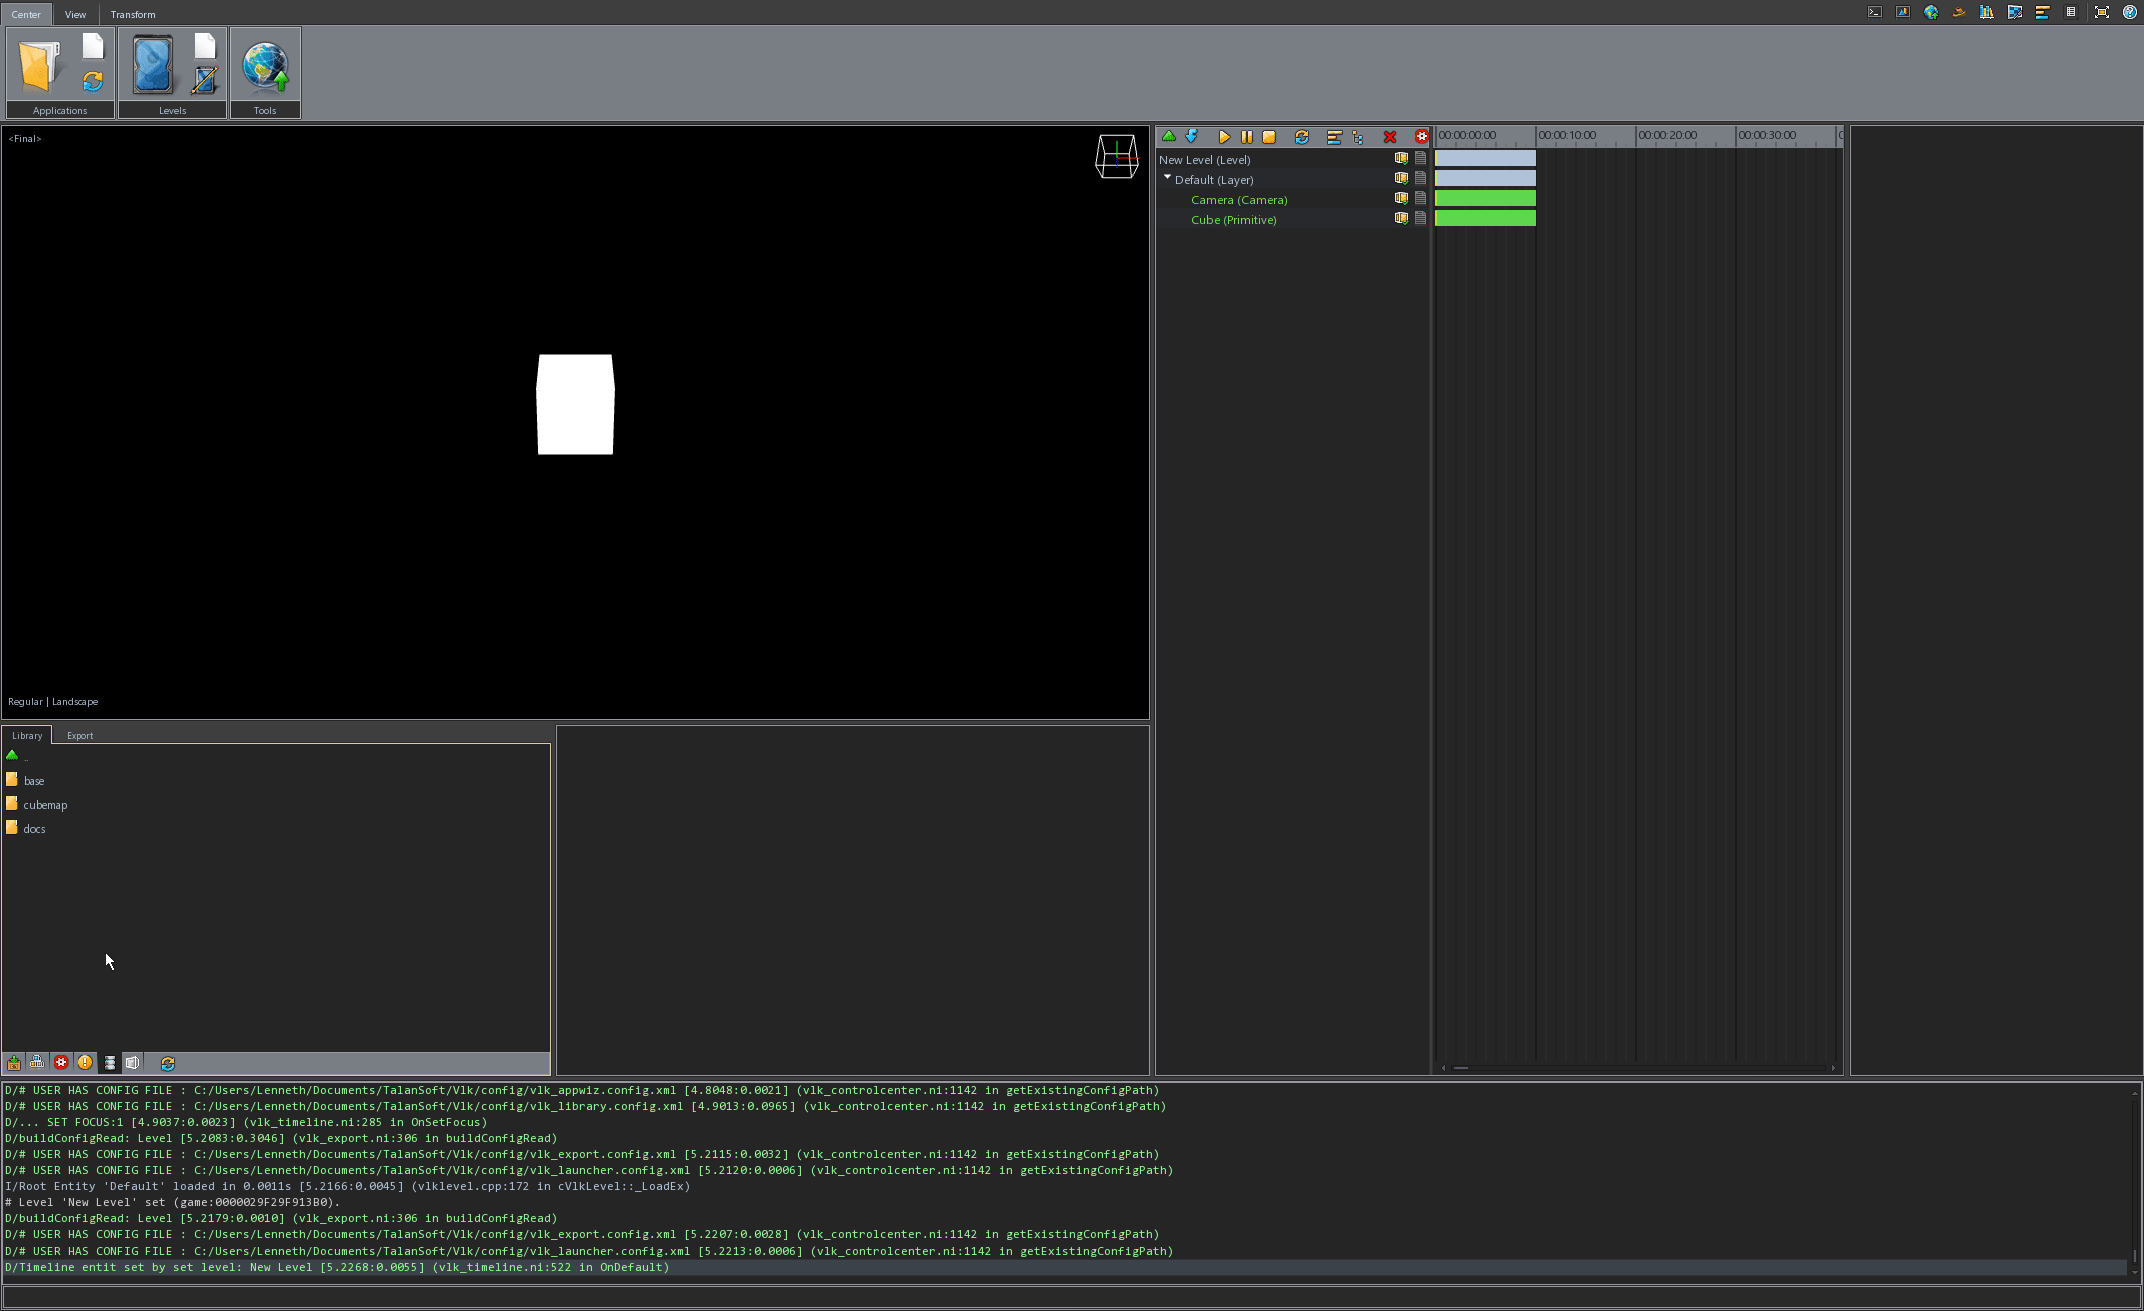 Center
View
Transform
Applications
Levels
Tools
<Final>
Regular | Landscape
00:00:00:00
00:00:10:00
00:00:20:00
00:00:30:00
New Level (Level)
Default (Layer)
Camera (Camera)
Cube (Primitive)
Library
Export
..
base
cubemap
docs
D/# USER HAS CONFIG FILE : C:/Users/Lenneth/Documents/TalanSoft/Vlk/config/vlk_appwiz.config.xml [4.8048:0.0021] (vlk_controlcenter.ni:1142 in getExistingConfigPath)
D/# USER HAS CONFIG FILE : C:/Users/Lenneth/Documents/TalanSoft/Vlk/config/vlk_library.config.xml [4.9013:0.0965] (vlk_controlcenter.ni:1142 in getExistingConfigPath)
D/... SET FOCUS:1 [4.9037:0.0023] (vlk_timeline.ni:285 in OnSetFocus)
D/buildConfigRead: Level [5.2083:0.3046] (vlk_export.ni:306 in buildConfigRead)
D/# USER HAS CONFIG FILE : C:/Users/Lenneth/Documents/TalanSoft/Vlk/config/vlk_export.config.xml [5.2115:0.0032] (vlk_controlcenter.ni:1142 in getExistingConfigPath)
D/# USER HAS CONFIG FILE : C:/Users/Lenneth/Documents/TalanSoft/Vlk/config/vlk_launcher.config.xml [5.2120:0.0006] (vlk_controlcenter.ni:1142 in getExistingConfigPath)
I/Root Entity 'Default' loaded in 0.0011s [5.2166:0.0045] (vlklevel.cpp:172 in cVlkLevel::_LoadEx)
# Level 'New Level' set (game:0000029F29F913B0).
D/buildConfigRead: Level [5.2179:0.0010] (vlk_export.ni:306 in buildConfigRead)
D/# USER HAS CONFIG FILE : C:/Users/Lenneth/Documents/TalanSoft/Vlk/config/vlk_export.config.xml [5.2207:0.0028] (vlk_controlcenter.ni:1142 in getExistingConfigPath)
D/# USER HAS CONFIG FILE : C:/Users/Lenneth/Documents/TalanSoft/Vlk/config/vlk_launcher.config.xml [5.2213:0.0006] (vlk_controlcenter.ni:1142 in getExistingConfigPath)
D/Timeline entit set by set level: New Level [5.2268:0.0055] (vlk_timeline.ni:522 in OnDefault)